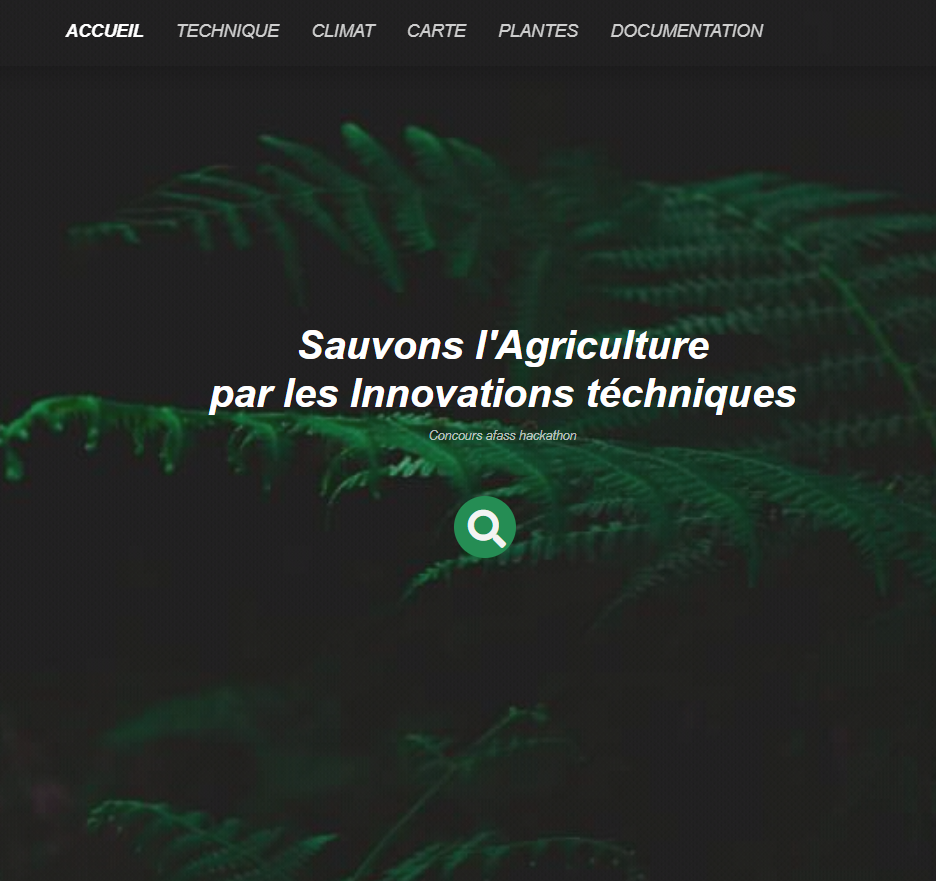 ACCUEIL TECHNIQUE CLIMAT CARTE PLANTES DOCUMENTATION
Sauvons l'Agriculture
par les Innovations téchniques
Concours afass hackathon